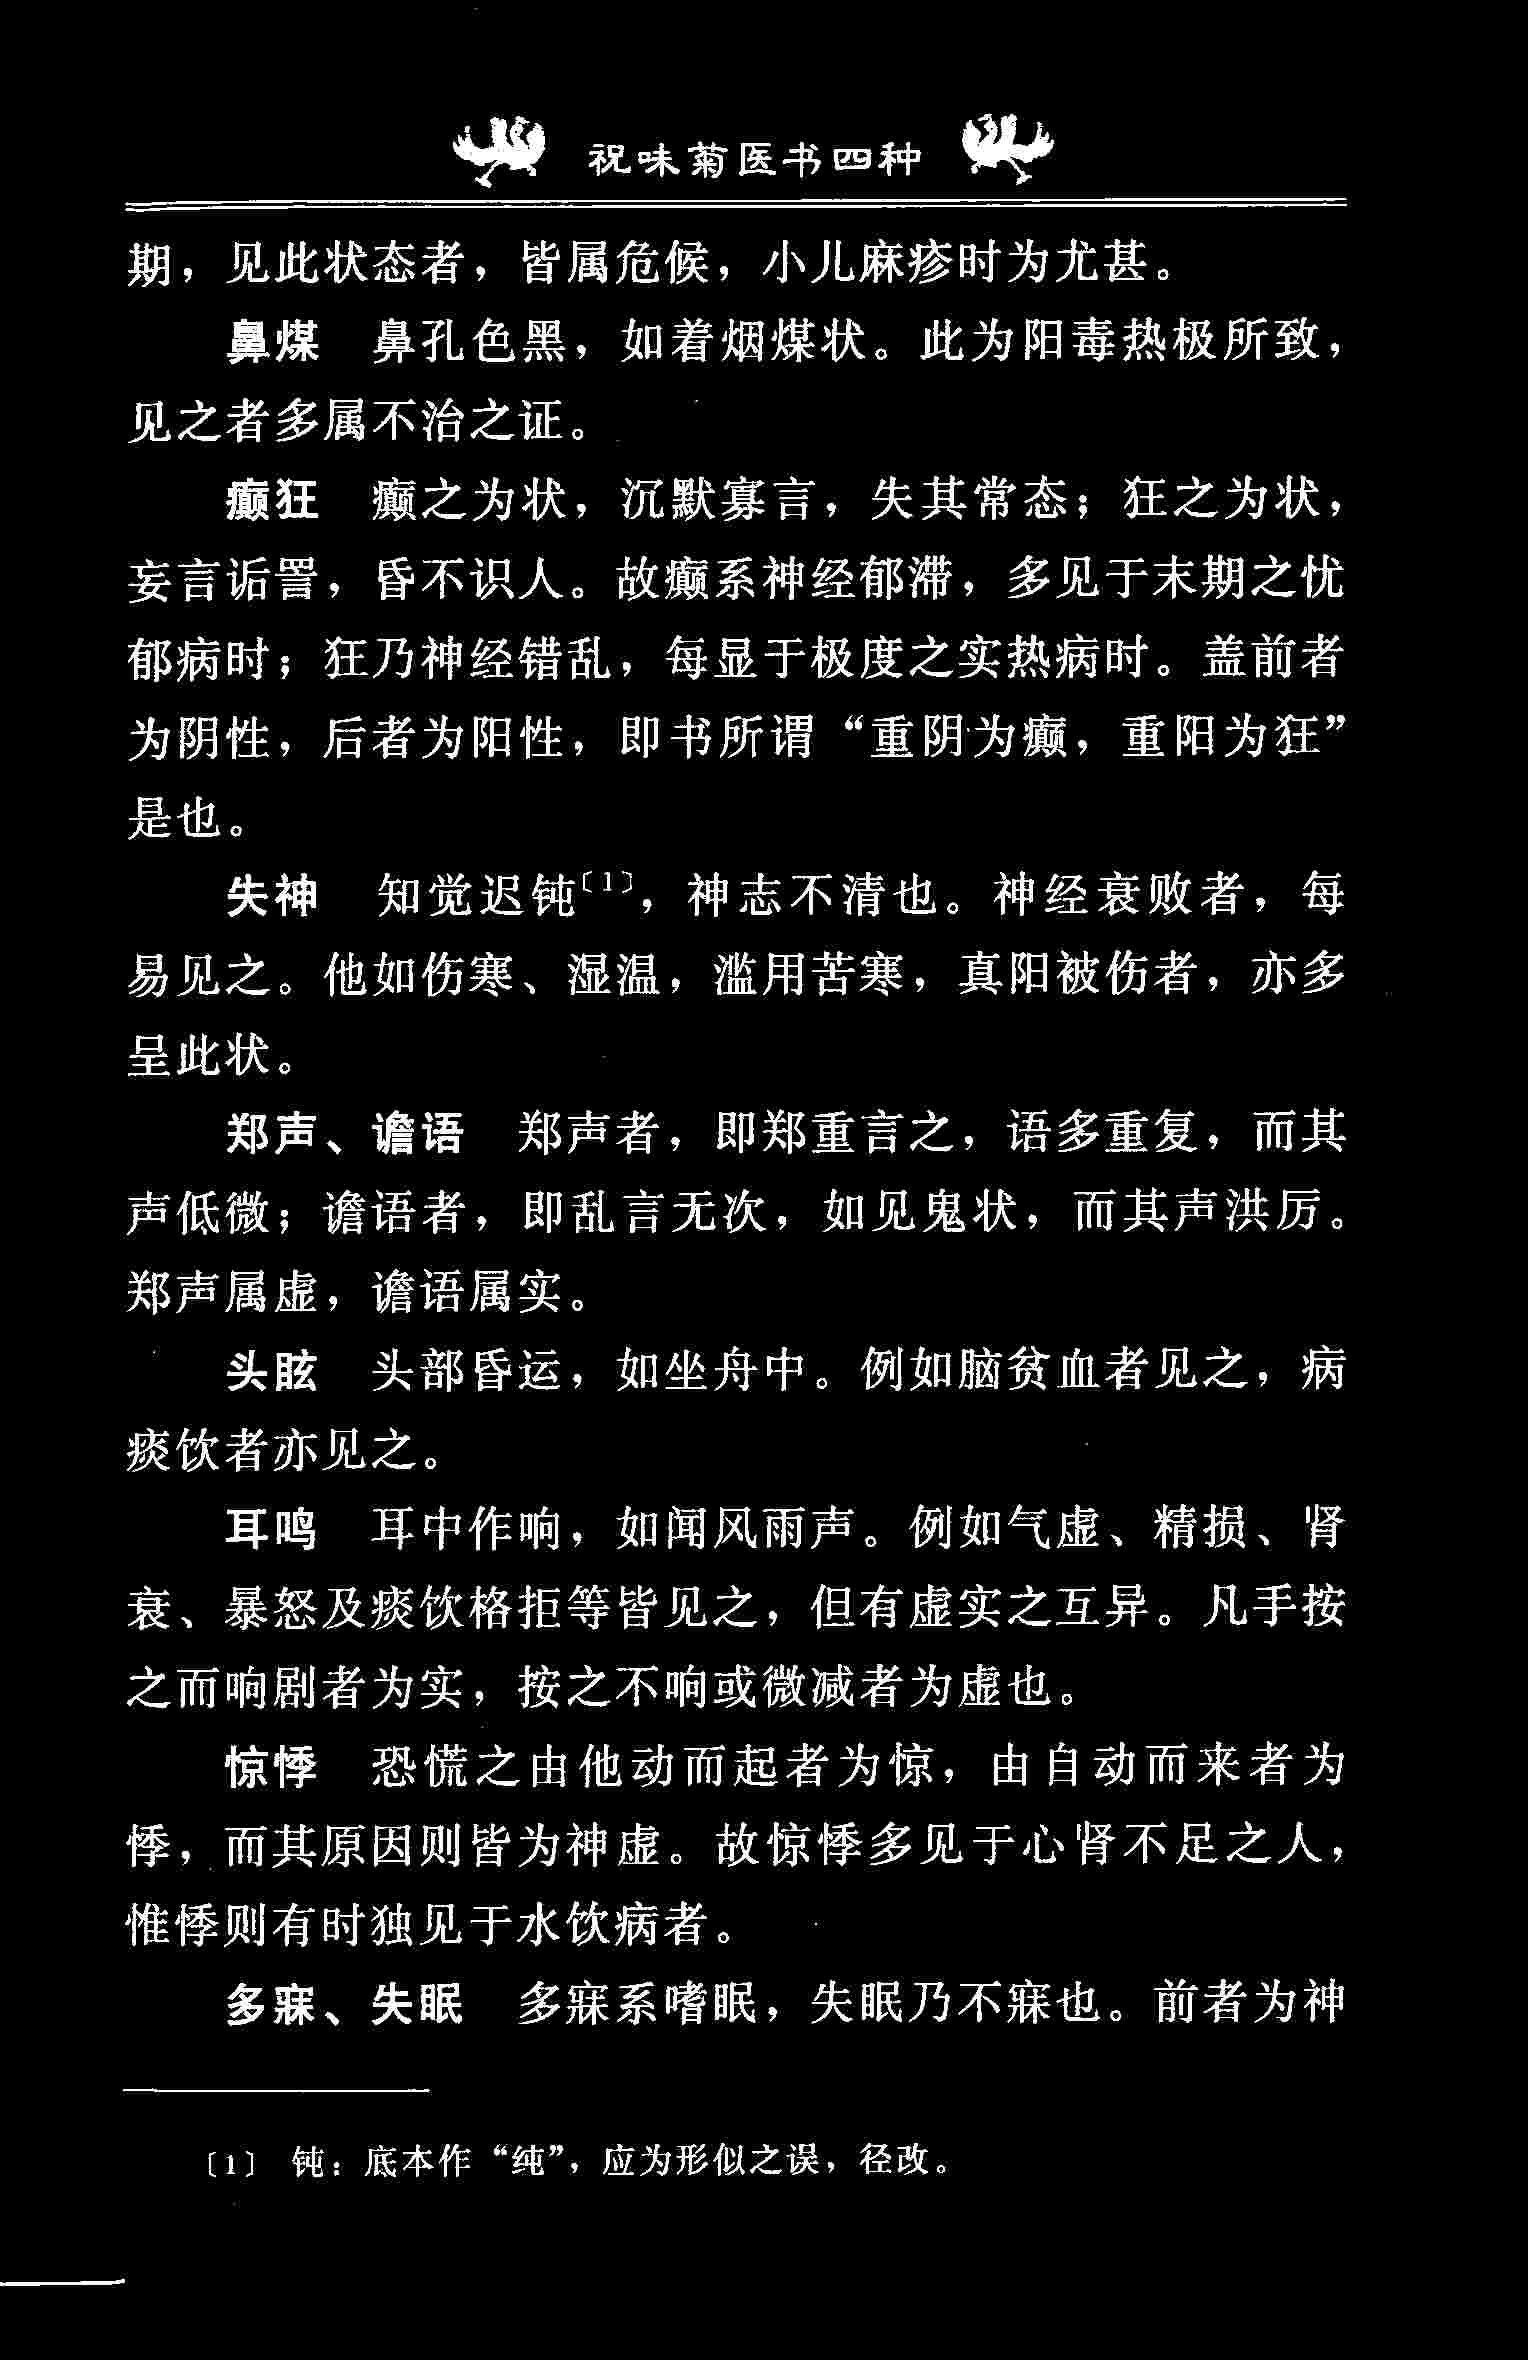 祝味菊医书四种
期，见此状态者，皆属危候，小儿麻疹时为尤甚。
鼻煤　鼻孔色黑，如着烟煤状。此为阳毒热极所致，
见之者多属不治之证。
癫狂　癫之为状，沉默寡言，失其常态；狂之为状，
妄言诟詈，昏不识人。故癫系神经郁滞，多见于末期之忧
郁病时；狂乃神经错乱，每显于极度之实热病时。盖前者
为阴性，后者为阳性，即书所谓“重阴为癫，重阳为狂”
是也。
失神　知觉迟钝〔1〕，神志不清也。神经衰败者，每
易见之。他如伤寒、湿温，滥用苦寒，真阳被伤者，亦多
呈此状。
郑声、谵语　郑声者，即郑重言之，语多重复，而其
声低微；谵语者，即乱言无次，如见鬼状，而其声洪厉。
郑声属虚，谵语属实。
头眩　头部昏运，如坐舟中。例如脑贫血者见之，病
痰饮者亦见之。
耳鸣　耳中作响，如闻风雨声。例如气虚、精损、肾
衰、暴怒及痰饮格拒等皆见之，但有虚实之互异。凡手按
之而响剧者为实，按之不响或微减者为虚也。
惊悸　恐慌之由他动而起者为惊，由自动而来者为
悸，而其原因则皆为神虚。故惊悸多见于心肾不足之人，
惟悸则有时独见于水饮病者。
多寐、失眠　多寐系嗜眠，失眠乃不寐也。前者为神
〔1〕 钝：底本作“纯”，应为形似之误，径改。